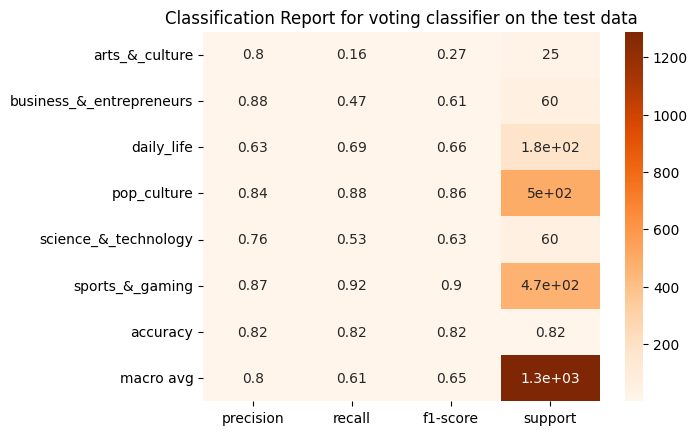 Classification Report for voting classifier on the test data
arts_&_culture 0.8 0.16 0.27 25
business_&_entrepreneurs 0.88 0.47 0.61 60
daily_life 0.63 0.69 0.66 1.8e+02
pop_culture 0.84 0.88 0.86 5e+02
science_&_technology 0.76 0.53 0.63 60
sports_&_gaming 0.87 0.92 0.9 4.7e+02
accuracy 0.82 0.82 0.82 0.82
macro avg 0.8 0.61 0.65 1.3e+03
precision recall f1-score support
1200
1000
800
600
400
200